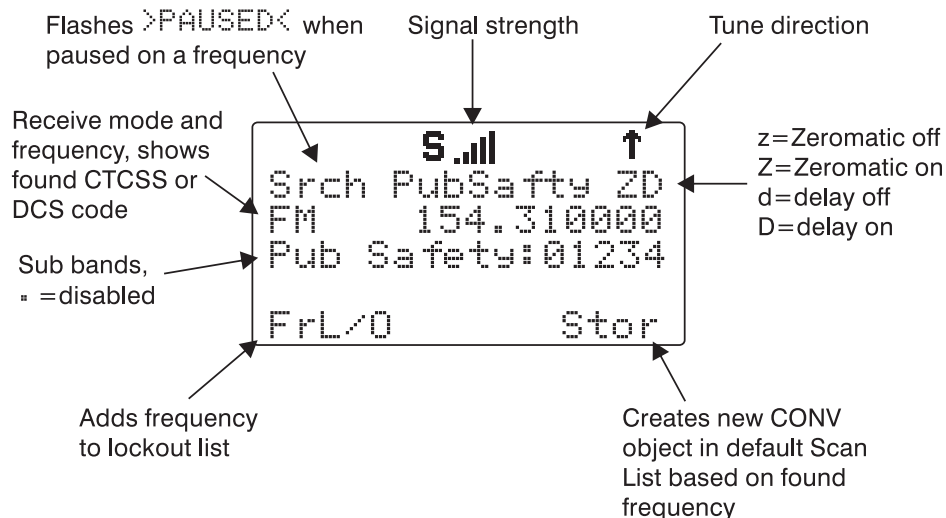 Flashes >PAUSED< when
paused on a frequency
Signal strength
Tune direction
Receive mode and
frequency, shows
found CTCSS or
DCS code
Sub bands,
▪ =disabled
S
↑
Srch PubSafty ZD
FM 154.310000
Pub Safety:01234
FrL/O Stor
z=Zeromatic off
Z=Zeromatic on
d=delay off
D=delay on
Adds frequency
to lockout list
Creates new CONV
object in default Scan
List based on found
frequency